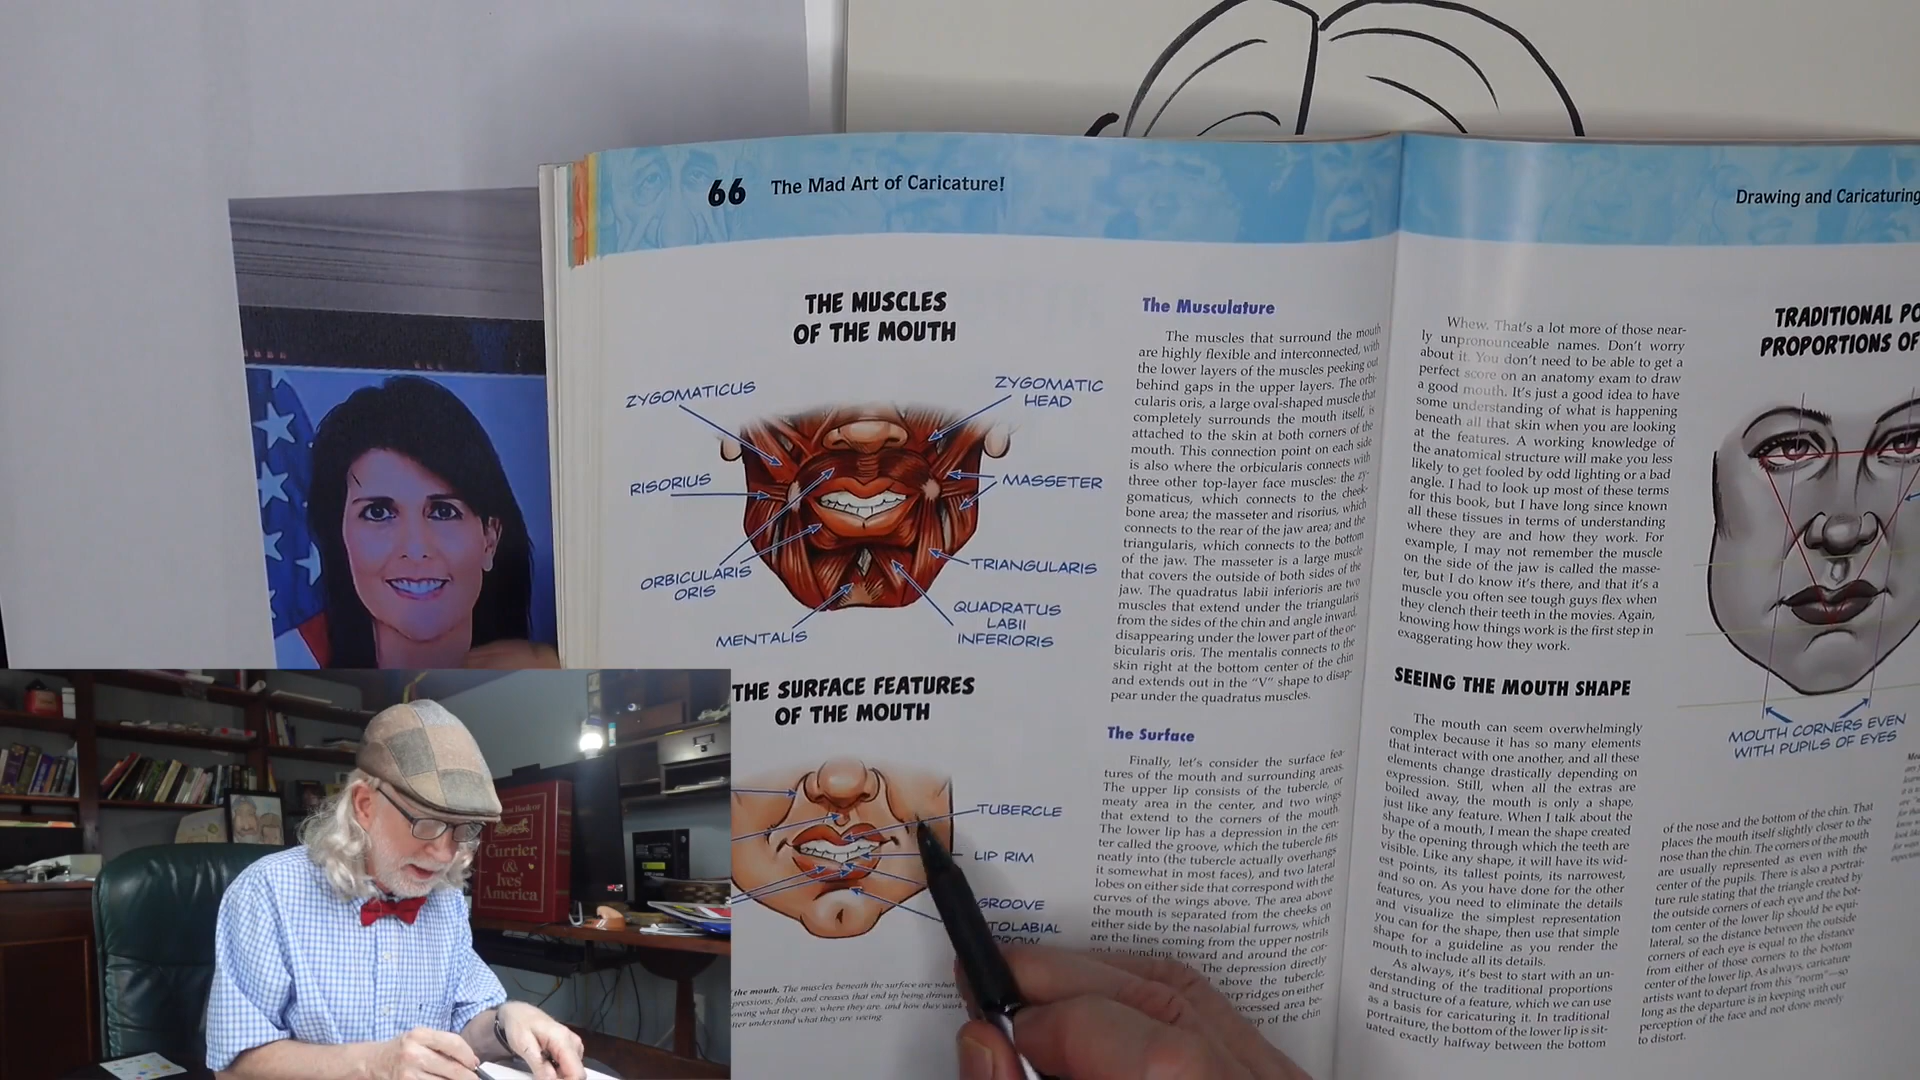 66 The Mad Art of Caricature!
THE MUSCLES
OF THE MOUTH
ZYGOMATICUS
ZYGOMATIC
HEAD
RISORIUS
MASSETER
ORBICULARIS
ORIS
TRIANGULARIS
MENTALIS
QUADRATUS
LABII
INFERIORIS
THE SURFACE FEATURES
OF THE MOUTH
TUBERCLE
LIP RIM
GROOVE
the mouth. The muscles beneath the surface are what
The Musculature
The muscles that surround the mouth
are highly flexible and interconnected, with
the lower layers of the muscles peeking out
behind gaps in the upper layers. The orbi-
cularis oris, a large oval-shaped muscle that
completely surrounds the mouth itself, is
attached to the skin at both corners of the
mouth. This connection point on each side
is also where the orbicularis connects with
three other top-layer face muscles: the zy-
gomaticus, which connects to the cheek-
bone area; the masseter and risorius, which
connects to the rear of the jaw area; and the
triangularis, which connects to the bottom
of the jaw. The masseter is a large muscle
that covers the outside of both sides of the
jaw. The quadratus labii inferioris are two
muscles that extend under the triangularis
from the sides of the chin and angle inward,
disappearing under the lower part of the or-
bicularis oris. The mentalis connects to the
skin right at the bottom center of the chin
and extends out in the "V" shape to disap-
pear under the quadratus muscles.
The Surface
Finally, let's consider the surface fea-
tures of the mouth and surrounding areas.
The upper lip consists of the tubercle, or
meaty area in the center, and two wings
that extend to the corners of the mouth.
The lower lip has a depression in the cen-
ter called the groove, which the tubercle fits
neatly into (the tubercle actually overhangs
it somewhat in most faces), and two lateral
lobes on either side that correspond with the
curves of the wings above. The area above
the mouth is separated from the cheeks on
either side by the nasolabial furrows, which
are the lines coming from the upper nostrils
and extending toward and around the cor-
The depression directly
above the tubercle.
ridges on either
Drawing and Caricaturing
Whew. That's a lot more of those near-
ly unpronounceable names. Don't worry
about it. You don't need to be able to get a
perfect score on an anatomy exam to draw
a good mouth. It's just a good idea to have
some understanding of what is happening
beneath all that skin when you are looking
at the features. A working knowledge of
the anatomical structure will make you less
likely to get fooled by odd lighting or a bad
angle. I had to look up most of these terms
for this book, but I have long since known
all these tissues in terms of understanding
where they are and how they work. For
example, I may not remember the muscle
on the side of the jaw is called the masse-
ter, but I do know it's there, and that it's a
muscle you often see tough guys flex when
they clench their teeth in the movies. Again,
knowing how things work is the first step in
exaggerating how they work.
SEEING THE MOUTH SHAPE
The mouth can seem overwhelmingly
complex because it has so many elements
that interact with one another, and all these
elements change drastically depending on
expression. Still, when all the extras are
boiled away, the mouth is only a shape,
just like any feature. When I talk about the
shape of a mouth, I mean the shape created
by the opening through which the teeth are
visible. Like any shape, it will have its wid-
est points, its tallest points, its narrowest,
and so on. As you have done for the other
features, you need to eliminate the details
and visualize the simplest representation
you can for the shape, then use that simple
shape for a guideline as you render the
mouth to include all its details.
As always, it's best to start with an un-
derstanding of the traditional proportions
and structure of a feature, which we can use
as a basis for caricaturing it. In traditional
portraiture, the bottom of the lower lip is sit-
uated exactly halfway between the bottom
TRADITIONAL
PROPORTIONS OF
MOUTH CORNERS EVEN
WITH PUPILS OF EYES
of the nose and the bottom of the chin. That
places the mouth itself slightly closer to the
nose than the chin. The corners of the mouth
are usually represented as even with the
center of the pupils. There is also a portrai-
ture rule stating that the triangle created by
the outside corners of each eye and the bot-
tom center of the lower lip should be equi-
lateral, so the distance between the outside
corners of each eye is equal to the distance
from either of those corners to the bottom
center of the lower lip. As always, caricature
artists want to depart from this "norm"—so
long as the departure is in keeping with our
perception of the face and not done merely
to distort.
Currier
&
Ives'
America